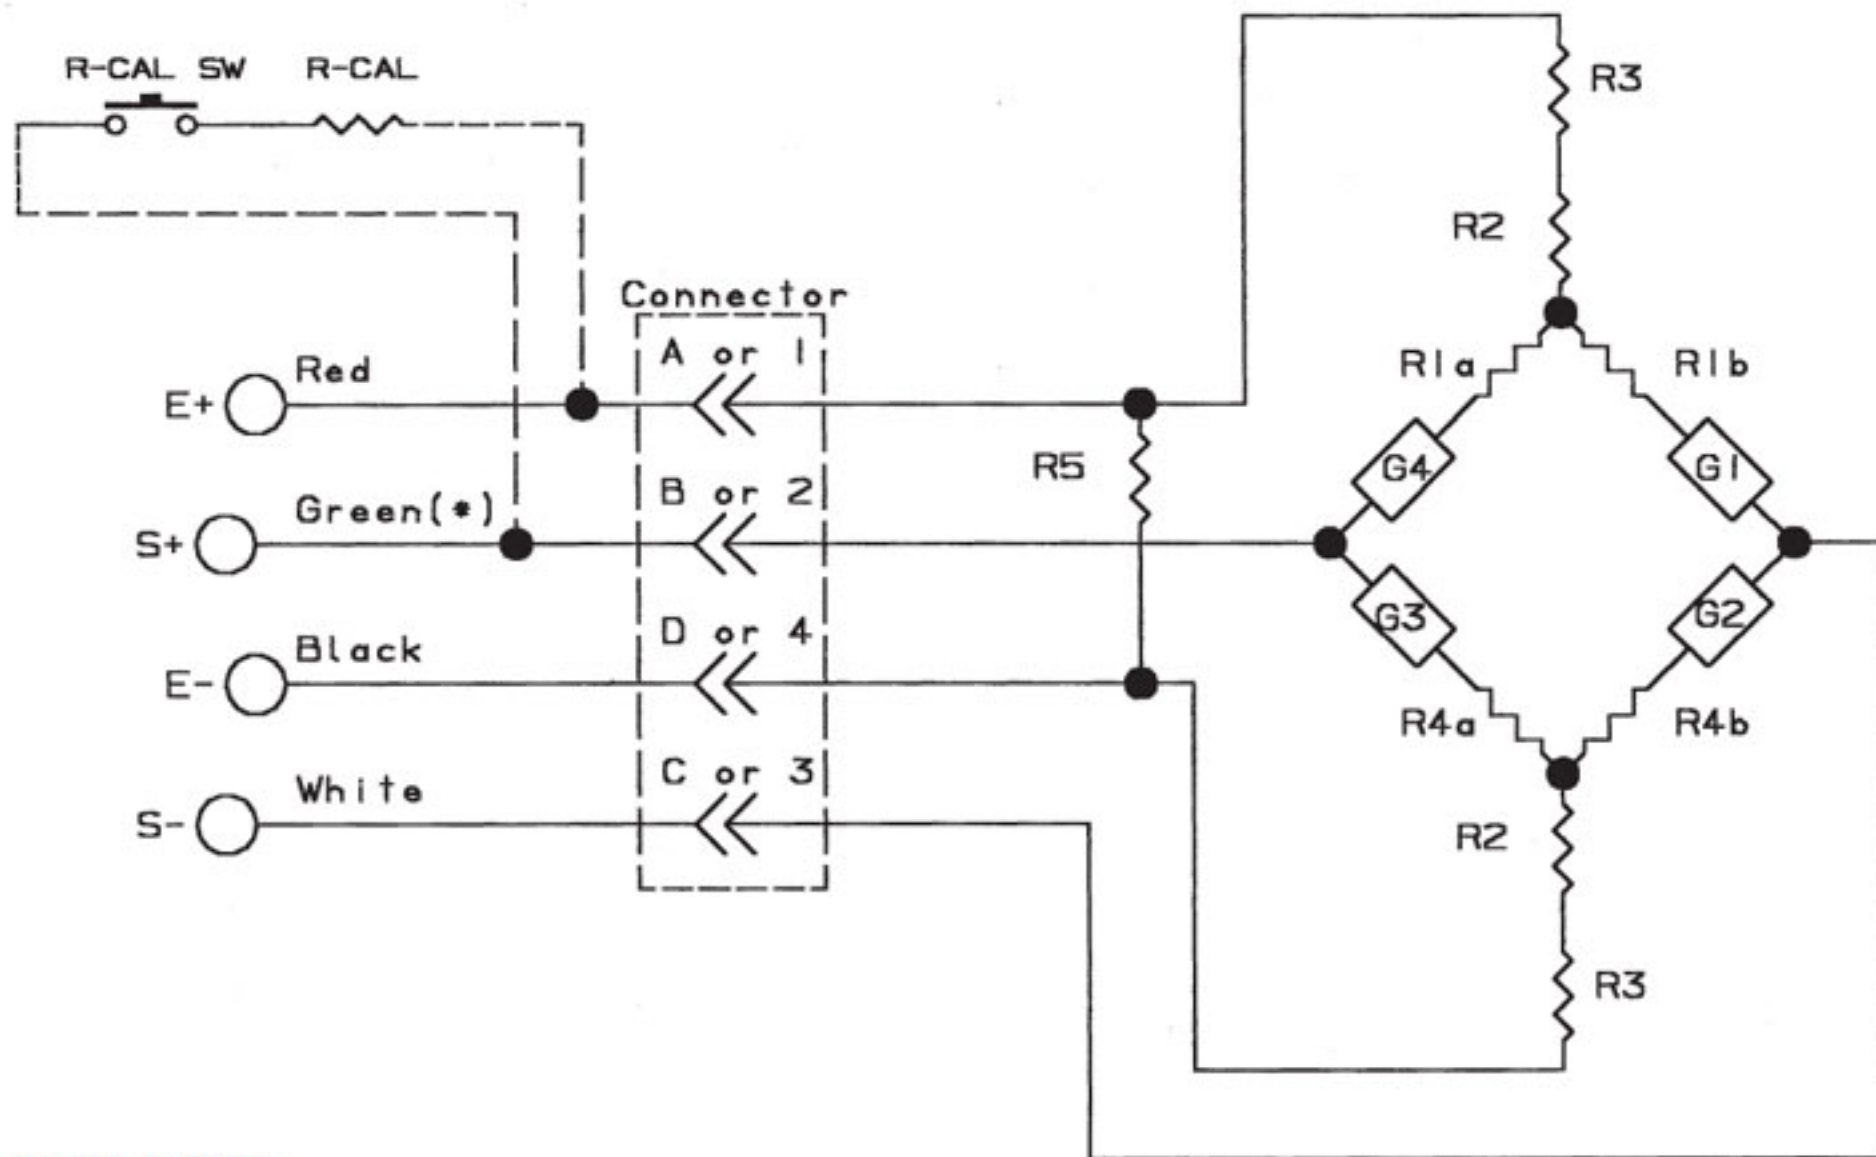 R-CAL SW R-CAL
R3
R2
Connector
A or 1
Red
E+
R1a
R1b
G4
G1
R5
B or 2
Green(*)
S+
D or 4
Black
E-
G3
G2
R4a
R4b
C or 3
White
S-
R2
R3